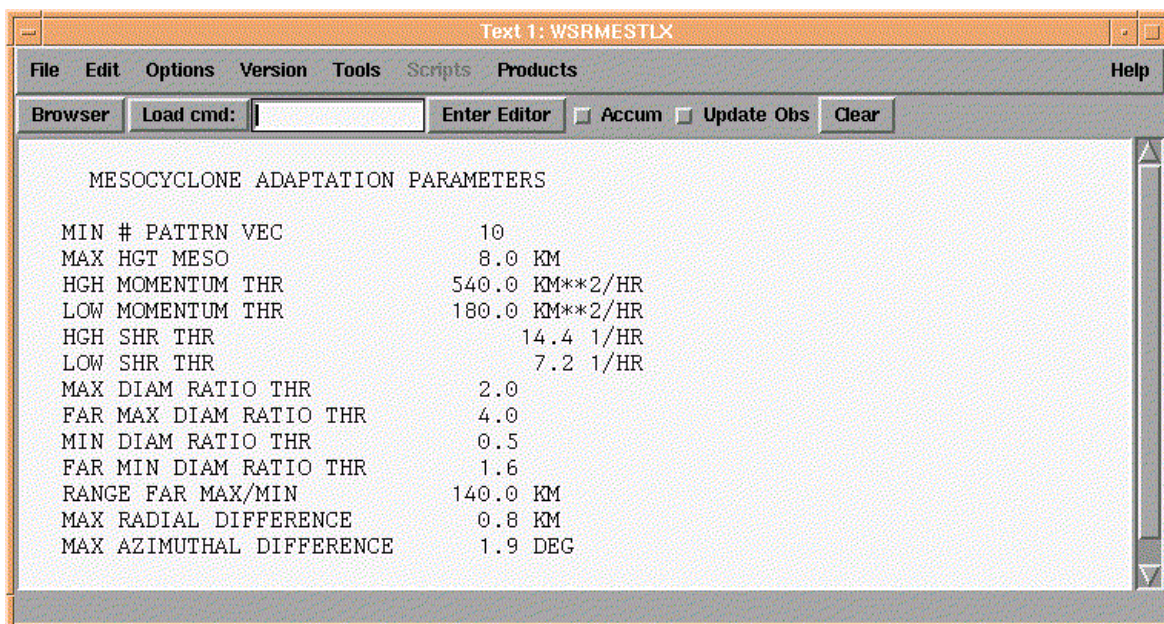 Text 1: WSRMESTLX
File Edit Options Version Tools Scripts Products Help
Browser Load cmd: Enter Editor Accum Update Obs Clear
MESOCYCLONE ADAPTATION PARAMETERS
MIN # PATTRN VEC 10
MAX HGT MESO 8.0 KM
HGH MOMENTUM THR 540.0 KM**2/HR
LOW MOMENTUM THR 180.0 KM**2/HR
HGH SHR THR 14.4 1/HR
LOW SHR THR 7.2 1/HR
MAX DIAM RATIO THR 2.0
FAR MAX DIAM RATIO THR 4.0
MIN DIAM RATIO THR 0.5
FAR MIN DIAM RATIO THR 1.6
RANGE FAR MAX/MIN 140.0 KM
MAX RADIAL DIFFERENCE 0.8 KM
MAX AZIMUTHAL DIFFERENCE 1.9 DEG